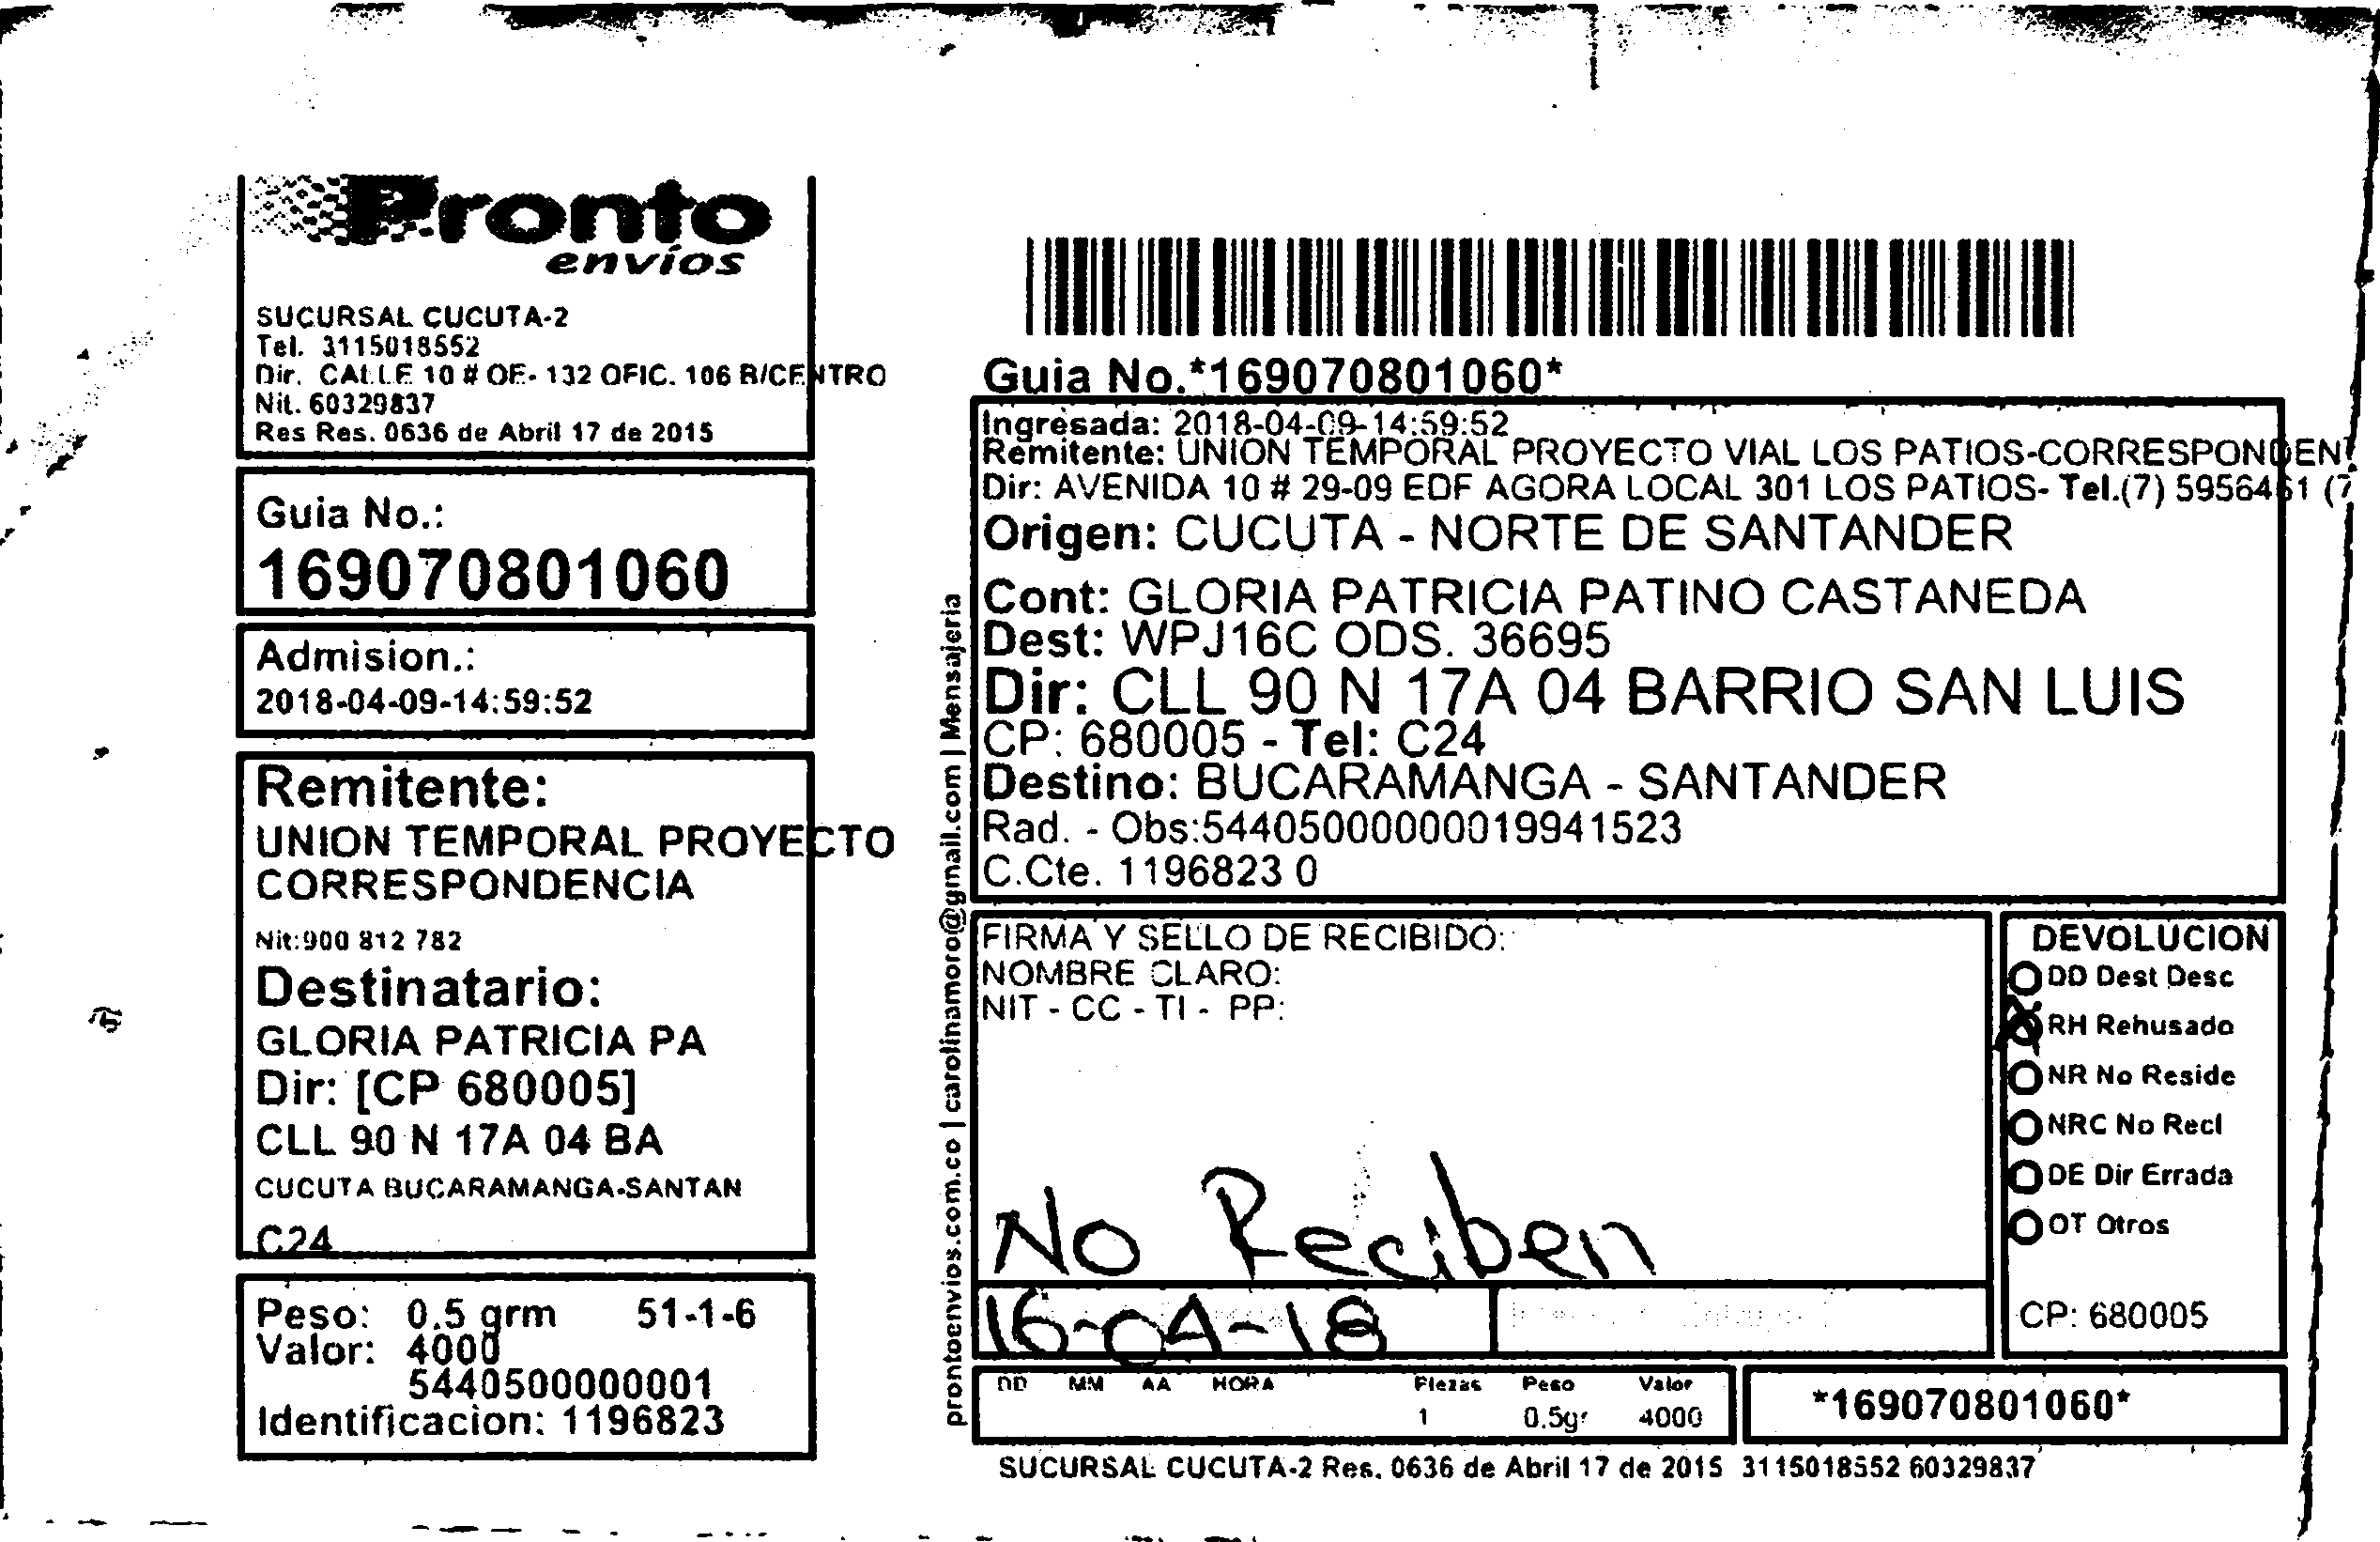 Pronto
envíos
SUCURSAL CUCUTA-2
Tel. 3115018552
Dir. CALLE 10 # OE- 132 OFIC. 106 B/CENTRO
Nit. 60329837
Res Res. 0636 de Abril 17 de 2015
Guia No.:
169070801060
Admision.:
2018-04-09-14:59:52
Remitente:
UNION TEMPORAL PROYECTO
CORRESPONDENCIA
Nit:900 812 782
Destinatario:
GLORIA PATRICIA PA
Dir: [CP 680005]
CLL 90 N 17A 04 BA
CUCUTA BUCARAMANGA-SANTAN
C24
Peso: 0.5 grm 51-1-6
Valor: 4000
5440500000001
Identificacion: 1196823
prontoenvios.com.co | carolinamoro@gmail.com | Mensajeria
Guia No.*169070801060*
Ingresada: 2018-04-09-14:59:52
Remitente: UNION TEMPORAL PROYECTO VIAL LOS PATIOS-CORRESPONDEN
Dir: AVENIDA 10 # 29-09 EDF AGORA LOCAL 301 LOS PATIOS- Tel.(7) 5956461 (7
Origen: CUCUTA - NORTE DE SANTANDER
Cont: GLORIA PATRICIA PATINO CASTANEDA
Dest: WPJ16C ODS. 36695
Dir: CLL 90 N 17A 04 BARRIO SAN LUIS
CP: 680005 - Tel: C24
Destino: BUCARAMANGA - SANTANDER
Rad. - Obs:544050000000019941523
C.Cte. 1196823 0
FIRMA Y SELLO DE RECIBIDO:
NOMBRE CLARO:
NIT - CC - TI - PP:
No Reciben
16-04-18
DEVOLUCION
DD Dest Desc
RH Rehusado
NR No Reside
NRC No Recl
DE Dir Errada
OT Otros
CP: 680005
DD MM AA HORA Piezas Peso Valor
1 0.5gr 4000
*169070801060*
SUCURSAL CUCUTA-2 Res. 0636 de Abril 17 de 2015 3115018552 60329837